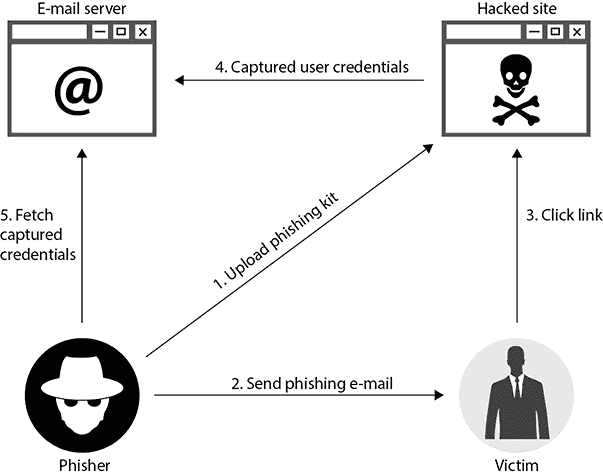 E-mail server
Hacked site
@
4. Captured user credentials
5. Fetch
captured
credentials
1. Upload phishing kit
3. Click link
2. Send phishing e-mail
Phisher
Victim